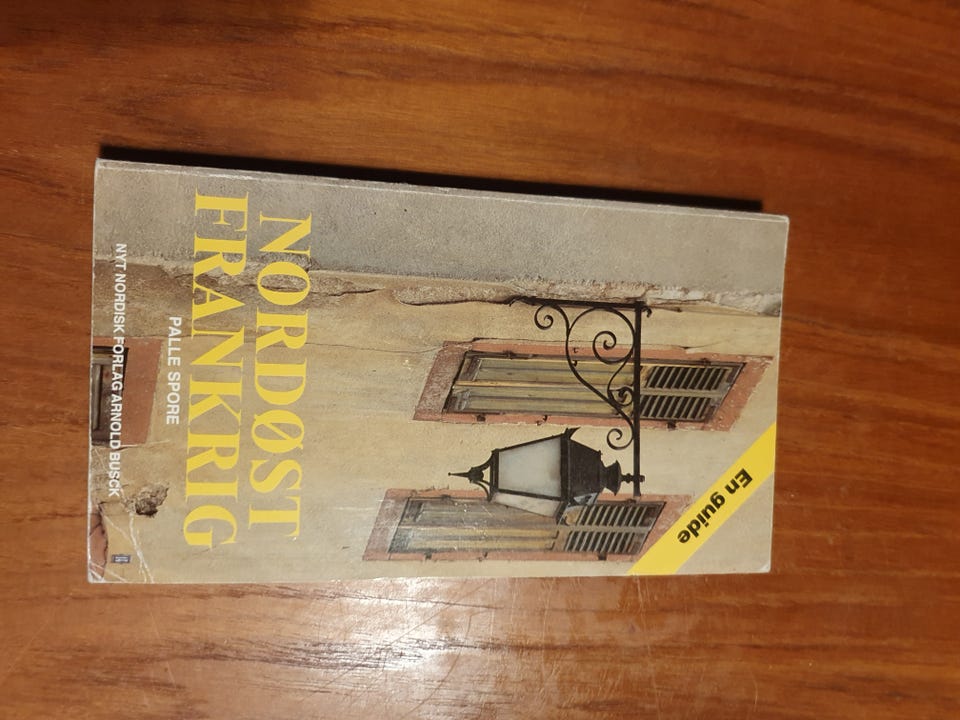 En guide
NORDØST
FRANKRIG
PALLE SPORE
NYT NORDISK FORLAG ARNOLD BUSCK